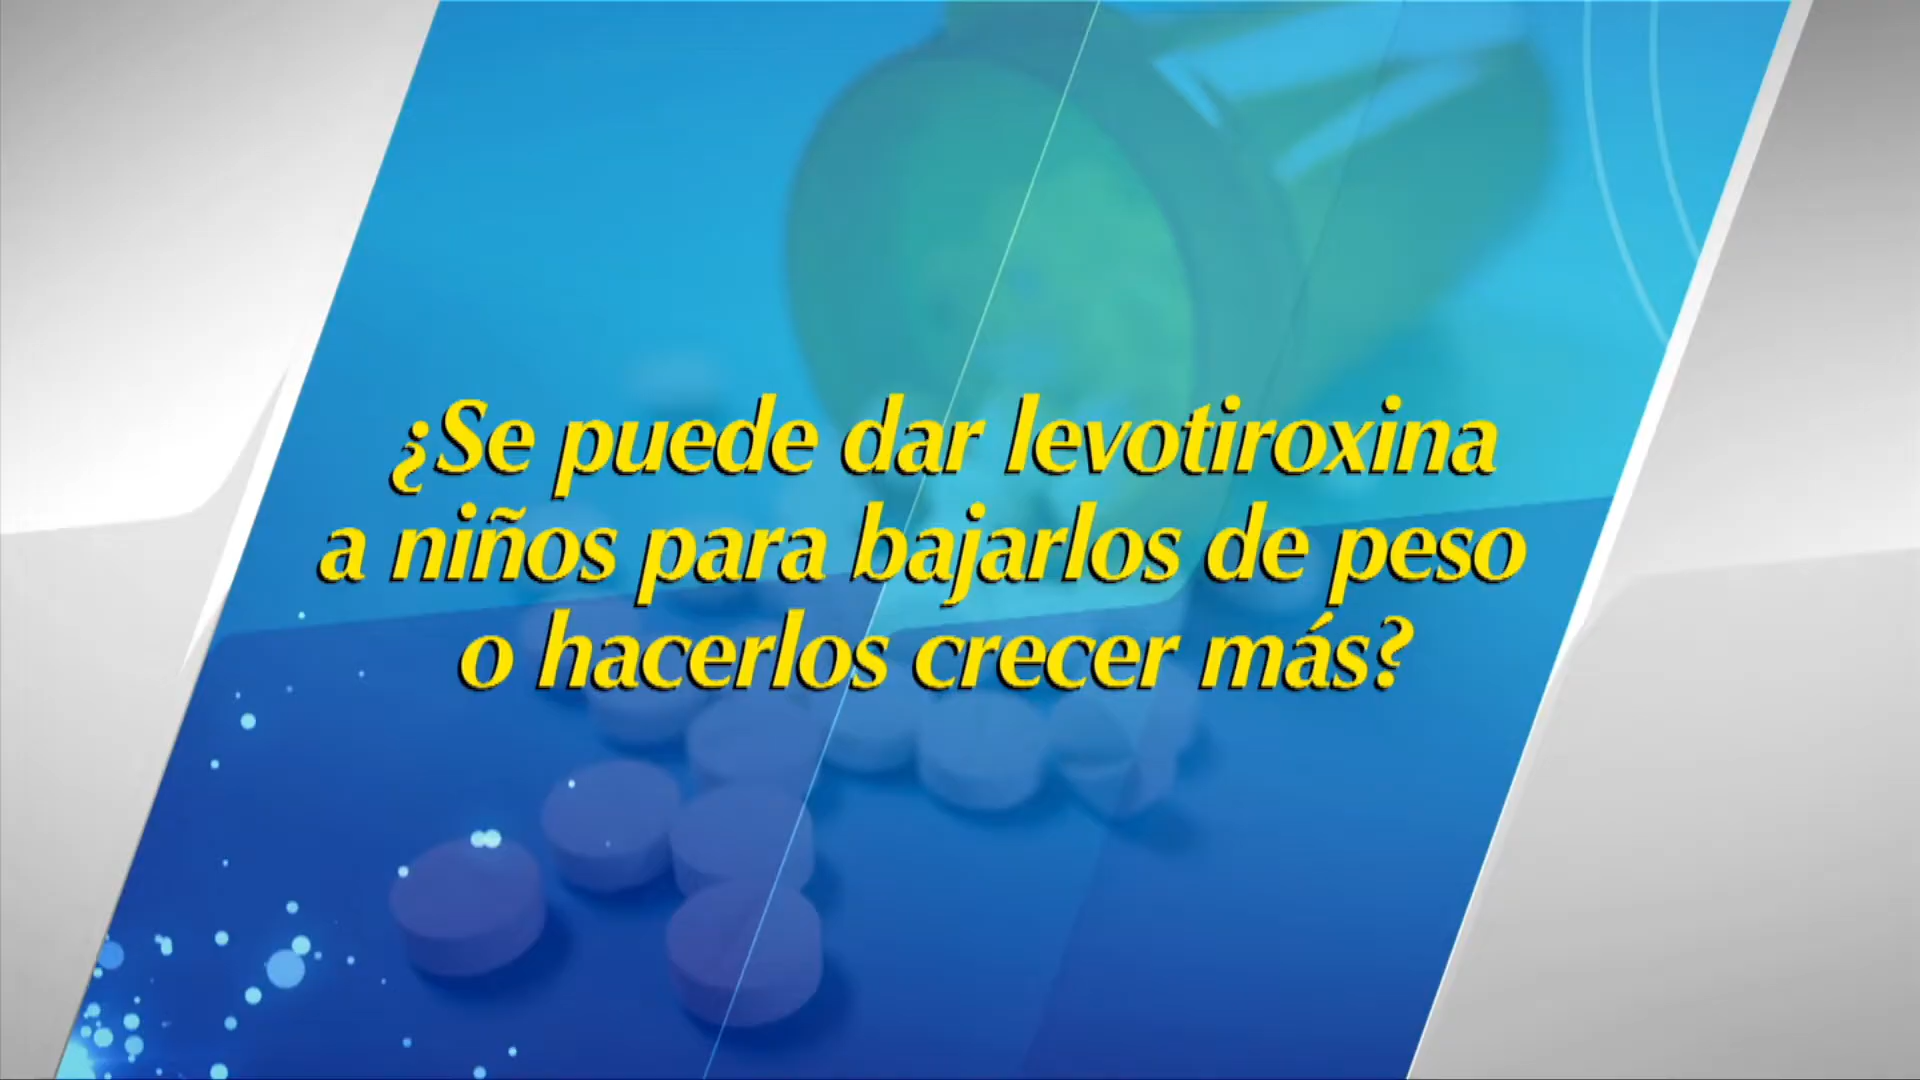 ¿Se puede dar levotiroxina
a niños para bajarlos de peso
o hacerlos crecer más?